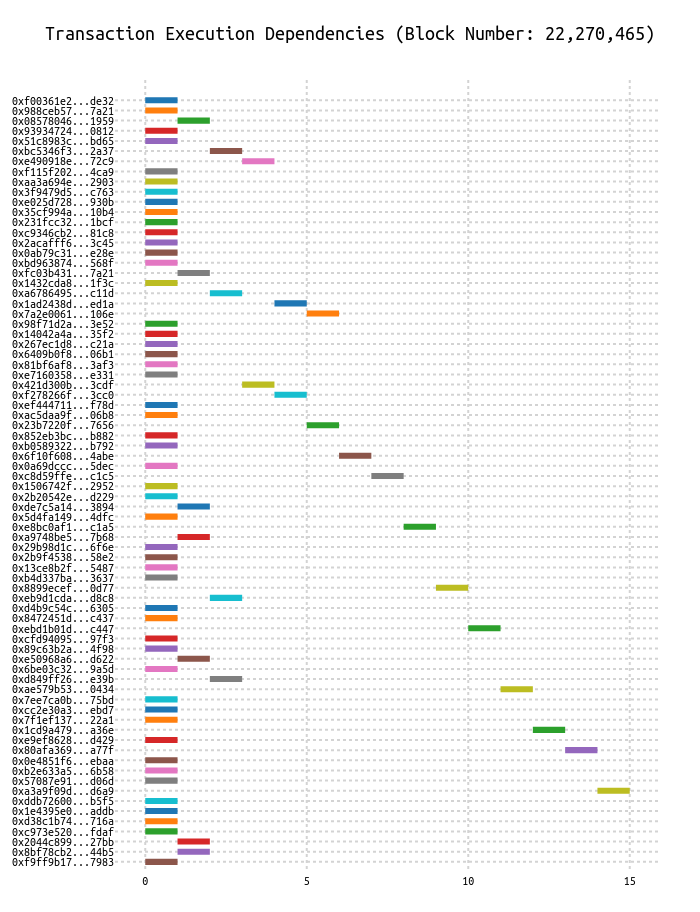 Transaction Execution Dependencies (Block Number: 22,270,465)
0xf00361e2...de32
0x988ceb57...7a21
0x08578046...1959
0x93934724...0812
0x51c8983c...bd65
0xbc5346f3...2a37
0xe490918e...72c9
0xf115f202...4ca9
0xaa3a694e...2903
0x3f9479d5...c763
0xe025d728...930b
0x35cf994a...10b4
0x231fcc32...1bcf
0xc9346cb2...81c8
0x2acafff6...3c45
0x0ab79c31...e28e
0xbd963874...568f
0xfc03b431...7a21
0x1432cda8...1f3c
0xa6786495...c11d
0x1ad2438d...ed1a
0x7a2e0061...106e
0x98f71d2a...3e52
0x14042a4a...35f2
0x267ec1d8...c21a
0x6409b0f8...06b1
0x81bf6af8...3af3
0xe7160358...e331
0x421d300b...3cdf
0xf278266f...3cc0
0xef444711...f78d
0xac5daa9f...06b8
0x23b7220f...7656
0x852eb3bc...b882
0xb0589322...b792
0x6f10f608...4abe
0x0a69dccc...5dec
0xc8d59ffe...c1c5
0x1506742f...2952
0x2b20542e...d229
0xde7c5a14...3894
0x5d4fa149...4dfc
0xe8bc0af1...c1a5
0xa9748be5...7b68
0x29b98d1c...6f6e
0x2b9f4538...58e2
0x13ce8b2f...5487
0xb4d337ba...3637
0x8899ecef...0d77
0xeb9d1cda...d8c8
0xd4b9c54c...6305
0x8472451d...c437
0xebd1b01d...c447
0xcfd94095...97f3
0x89c63b2a...4f98
0xe50968a6...d622
0x6be03c32...9a5d
0xd849ff26...e39b
0xae579b53...0434
0x7ee7ca0b...75bd
0xcc2e30a3...ebd7
0x7f1ef137...22a1
0x1cd9a479...a36e
0xe9ef8628...d429
0x80afa369...a77f
0x0e4851f6...ebaa
0xb2e633a5...6b58
0x57087e91...d06d
0xa3a9f09d...d6a9
0xddb72600...b5f5
0x1e4395e0...addb
0xd38c1b74...716a
0xc973e520...fdaf
0x2044c899...27bb
0x8bf78cb2...44b5
0xf9ff9b17...7983
0 5 10 15